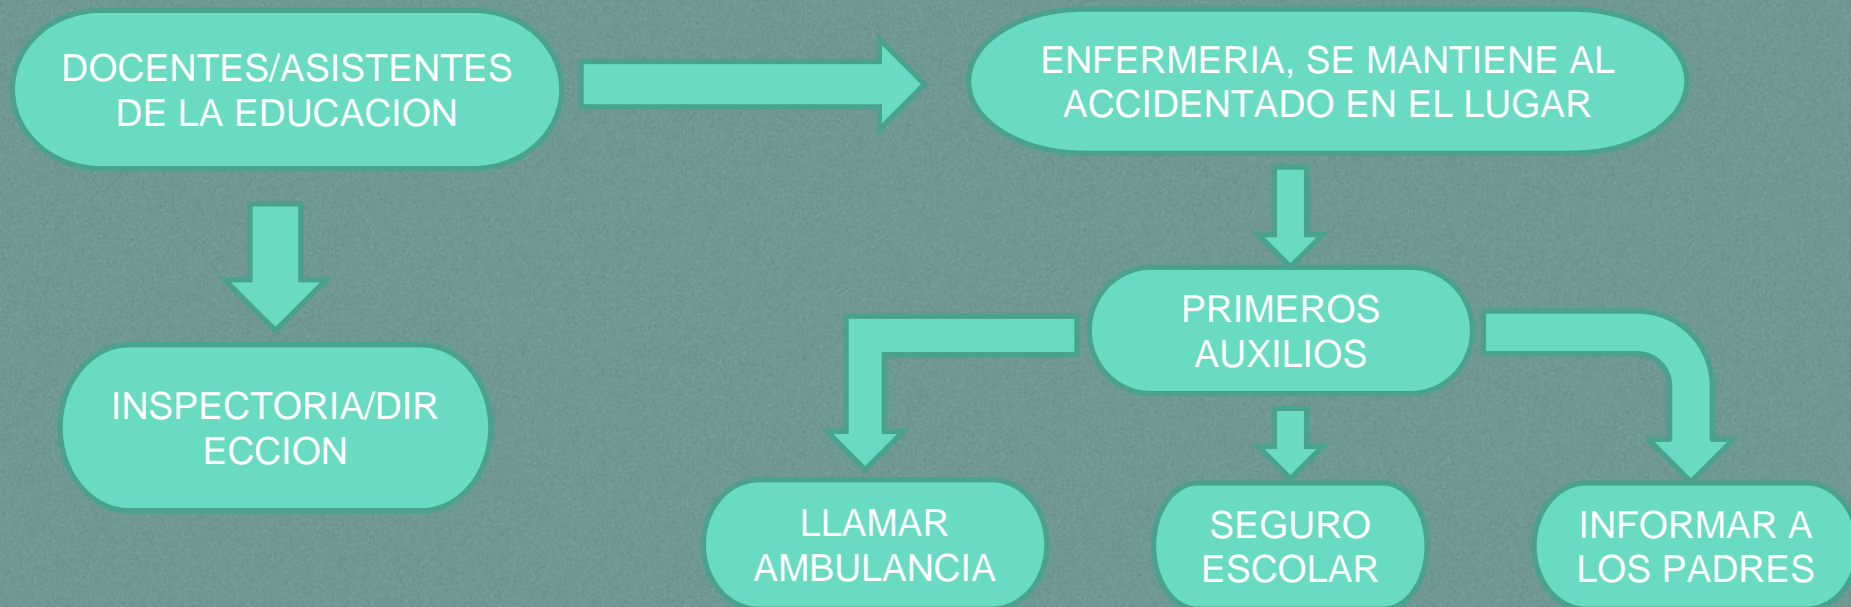 DOCENTES/ASISTENTES
DE LA EDUCACION
ENFERMERIA, SE MANTIENE AL
ACCIDENTADO EN EL LUGAR
PRIMEROS
AUXILIOS
INSPECTORIA/DIR
ECCION
LLAMAR
AMBULANCIA
SEGURO
ESCOLAR
INFORMAR A
LOS PADRES